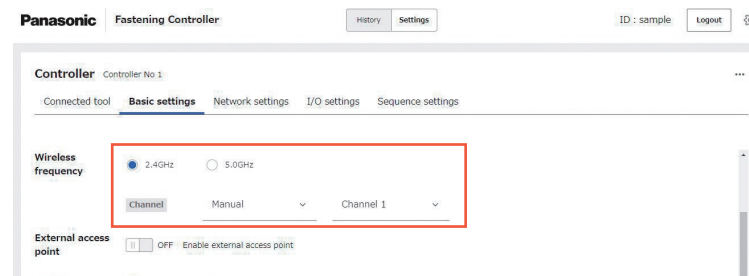 Panasonic Fastening Controller History Settings ID : sample Logout
Controller Controller No 1 ...
Connected tool Basic settings Network settings I/O settings Sequence settings
Wireless frequency 2.4GHz 5.0GHz
Channel Manual Channel 1
External access point OFF Enable external access point